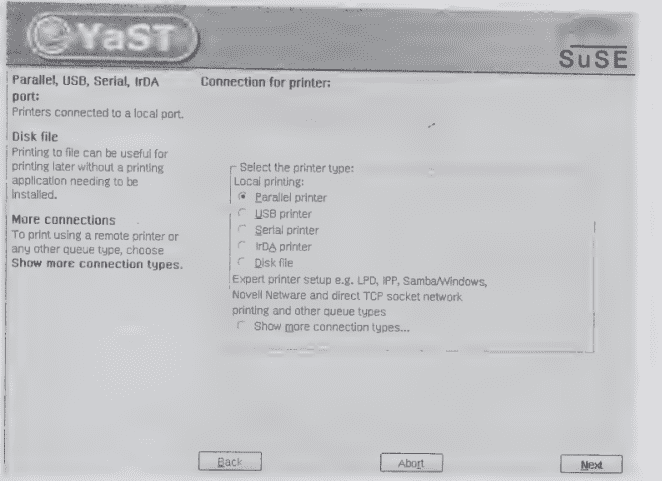 YaST
SuSE
Parallel, USB, Serial, IrDA
port:
Printers connected to a local port.
Disk file
Printing to file can be useful for
printing later without a printing
application needing to be
installed.
More connections
To print using a remote printer or
any other queue type, choose
Show more connection types.
Connection for printer:
Select the printer type:
Local printing:
Parallel printer
USB printer
Serial printer
IrDA printer
Disk file
Expert printer setup e.g. LPD, IPP, Samba/Windows,
Novell Netware and direct TCP socket network
printing and other queue types
Show more connection types...
Back
Abort
Next